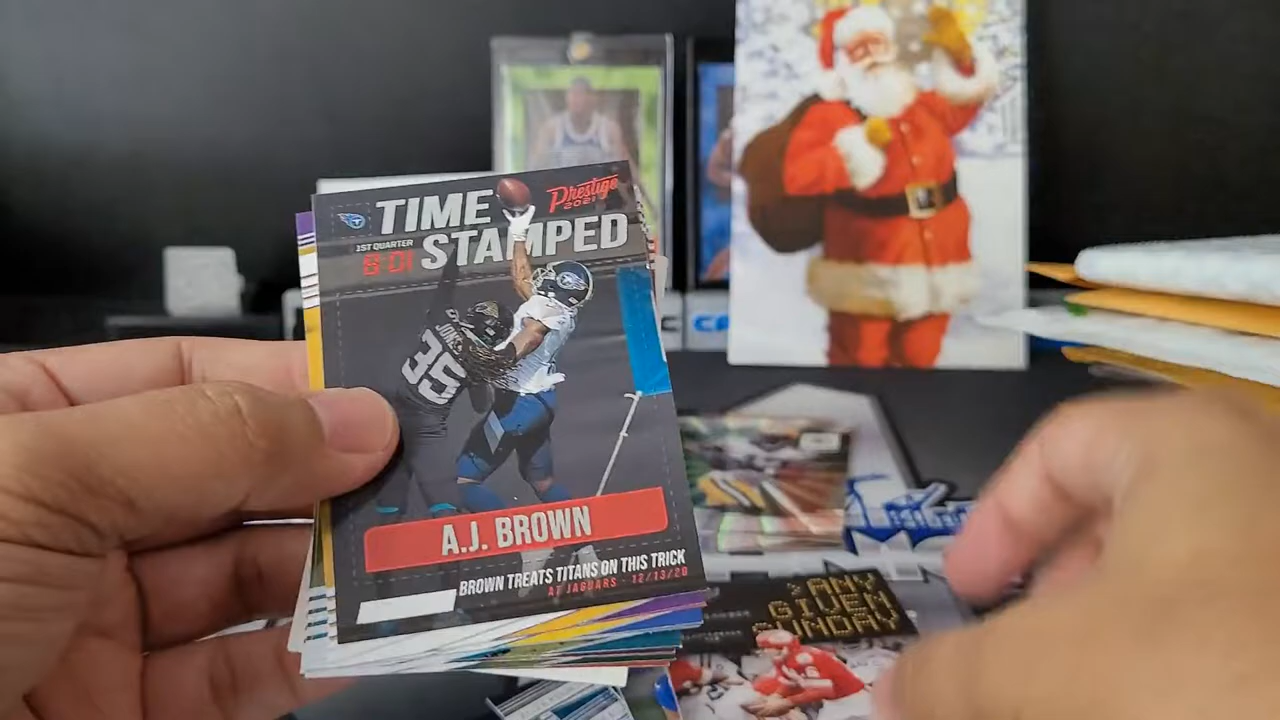 TIME
Prestige
2021
1ST QUARTER
STAMPED
8:01
JONES
35
A.J. BROWN
BROWN TREATS TITANS ON THIS TRICK
AT JAGUARS - 12/13/20
ANY
GIVEN
SUNDAY